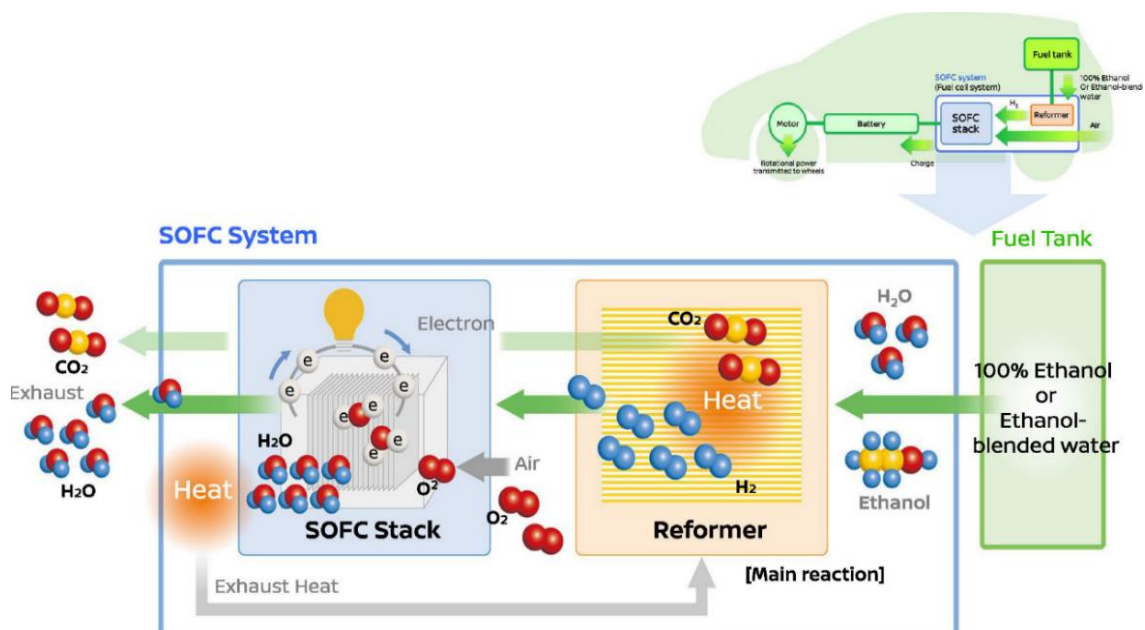 Fuel tank
SOFC system
(Fuel cell system)
100% Ethanol
Or Ethanol-blended
water
H₂
Reformer
SOFC
stack
Air
Motor
Battery
Charge
Rotational power
transmitted to wheels
SOFC System
Fuel Tank
CO₂
Exhaust
H₂O
Heat
Electron
e
e
e
e
e
e
e
e
H₂O
O²
Air
O₂
SOFC Stack
Exhaust Heat
CO₂
Heat
H₂
Reformer
[Main reaction]
H₂O
Ethanol
100% Ethanol
or
Ethanol-
blended water